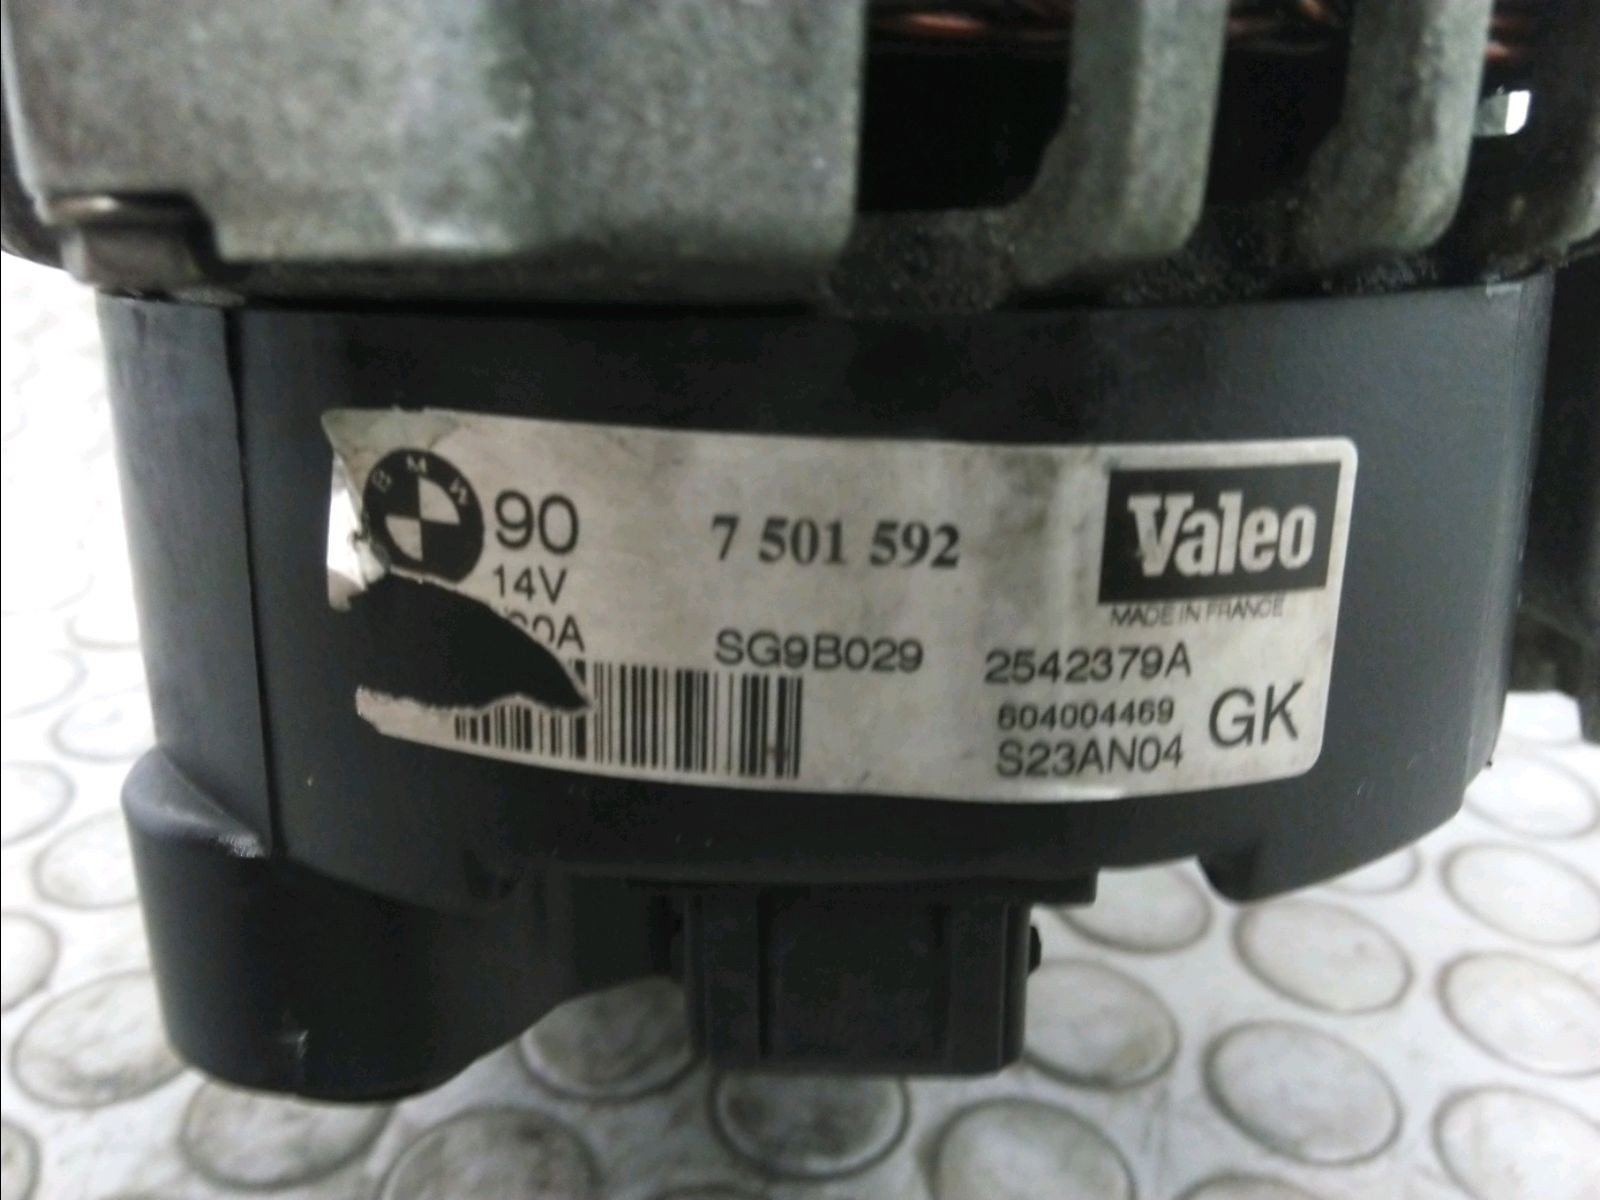 BMW
90
7 501 592
Valeo
14V
MADE IN FRANCE
SG9B029
2542379A
604004469
GK
S23AN04